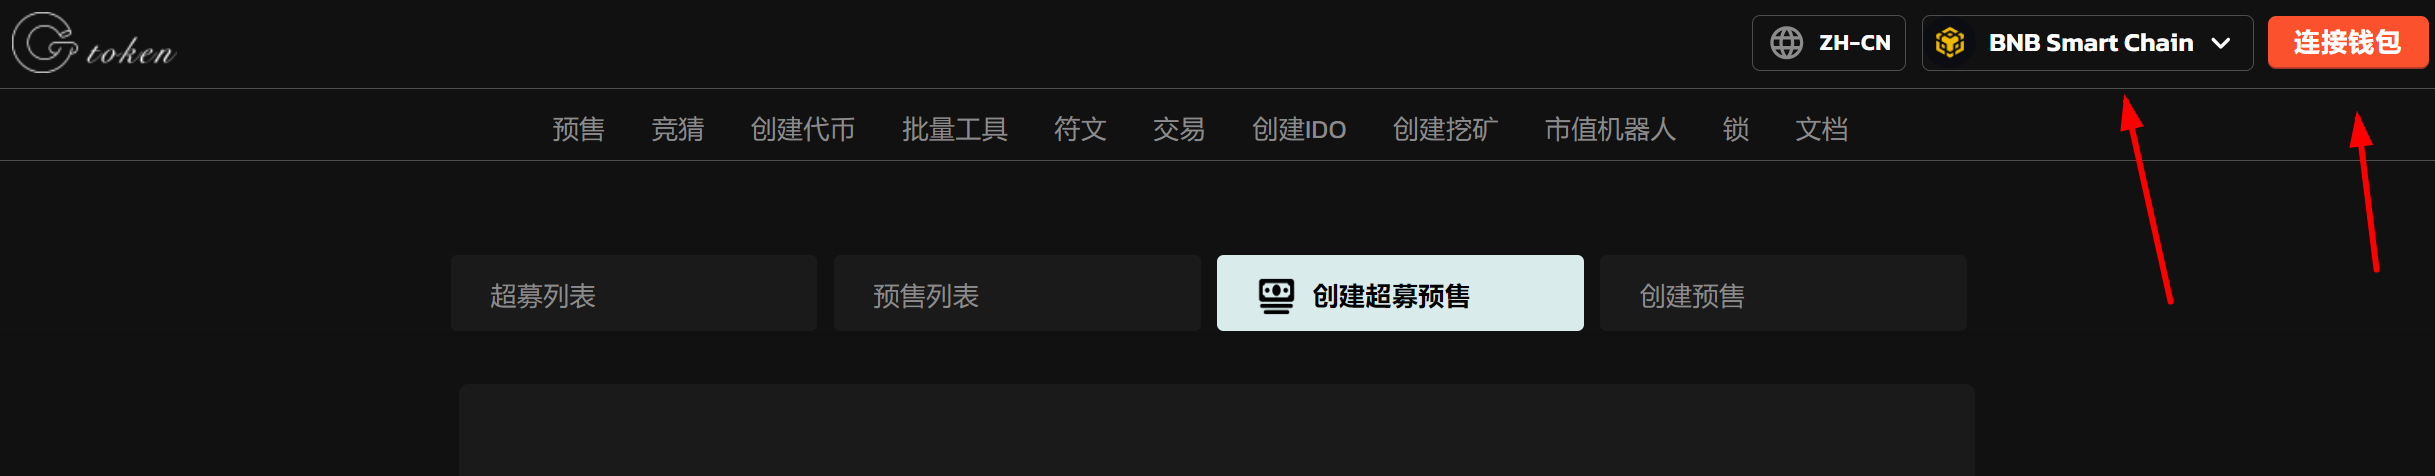 G token
ZH-CN
BNB Smart Chain
连接钱包
预售 竞猜 创建代币 批量工具 符文 交易 创建IDO 创建挖矿 市值机器人 锁 文档
超募列表 预售列表 创建超募预售 创建预售